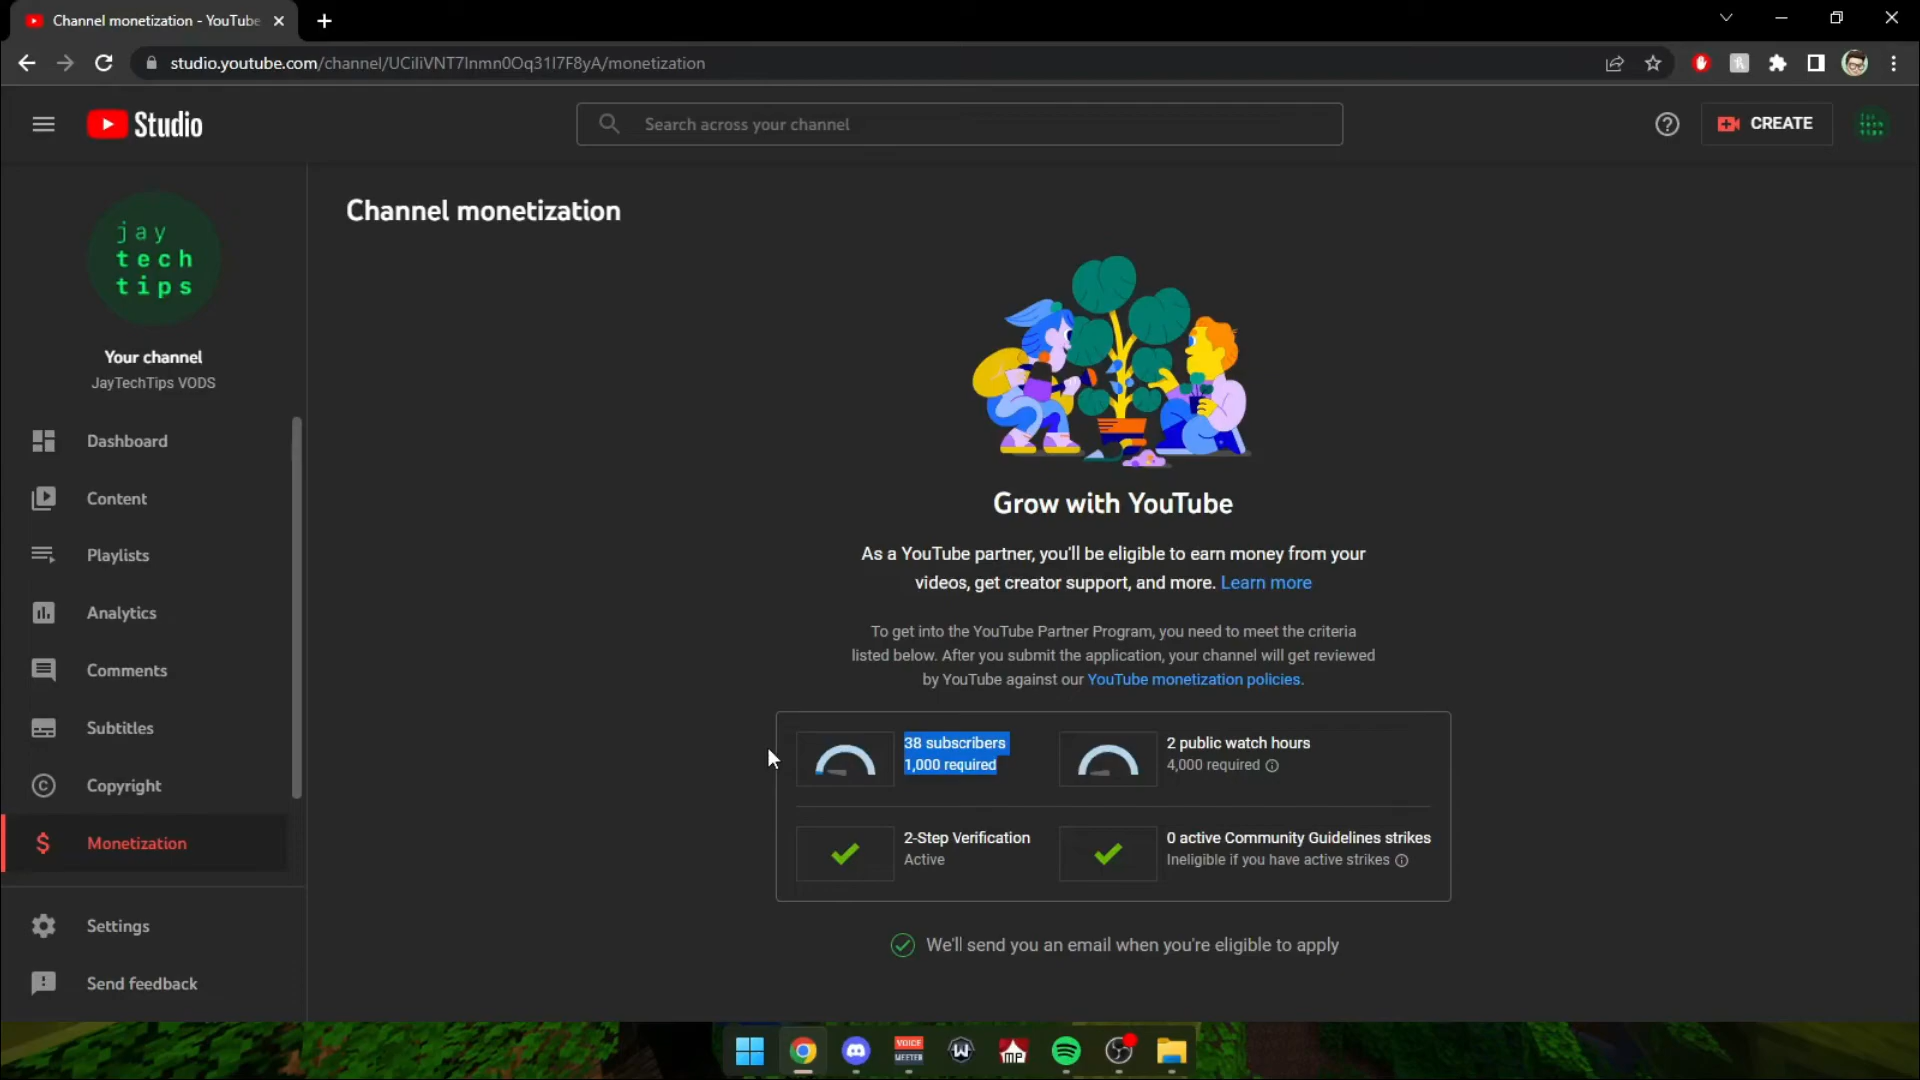 Channel monetization - YouTube
studio.youtube.com/channel/UCiIiVNT7Inmn0Oq31I7F8yA/monetization
Studio
Search across your channel
CREATE
jay
tech
tips
Your channel
JayTechTips VODS
Dashboard
Content
Playlists
Analytics
Comments
Subtitles
Copyright
Monetization
Settings
Send feedback
Channel monetization
Grow with YouTube
As a YouTube partner, you'll be eligible to earn money from your
videos, get creator support, and more. Learn more
To get into the YouTube Partner Program, you need to meet the criteria
listed below. After you submit the application, your channel will get reviewed
by YouTube against our YouTube monetization policies.
38 subscribers
1,000 required
2 public watch hours
4,000 required
2-Step Verification
Active
0 active Community Guidelines strikes
Ineligible if you have active strikes
We'll send you an email when you're eligible to apply
VOICE
MEETER